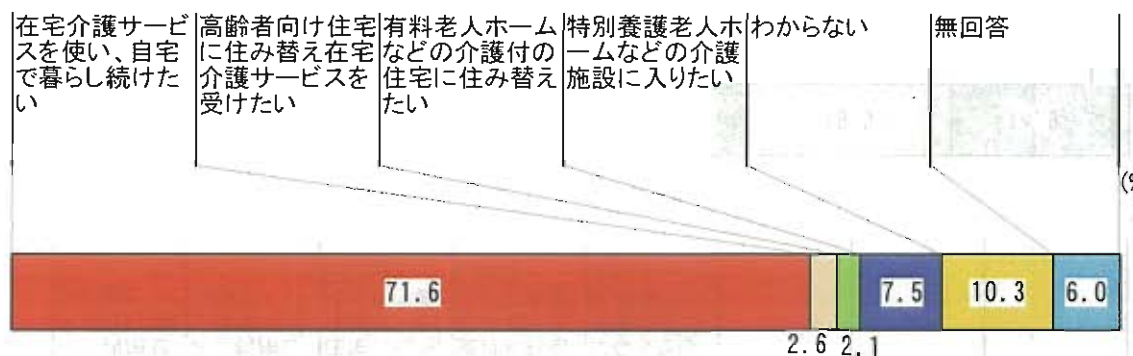 在宅介護サービ
スを使い、自宅
で暮らし続けた
い
高齢者向け住宅
に住み替え在宅
介護サービスを
受けたい
有料老人ホーム
などの介護付の
住宅に住み替え
たい
特別養護老人ホ
ームなどの介護
施設に入りたい
わからない
無回答
71.6
7.5
10.3
6.0
2.6
2.1